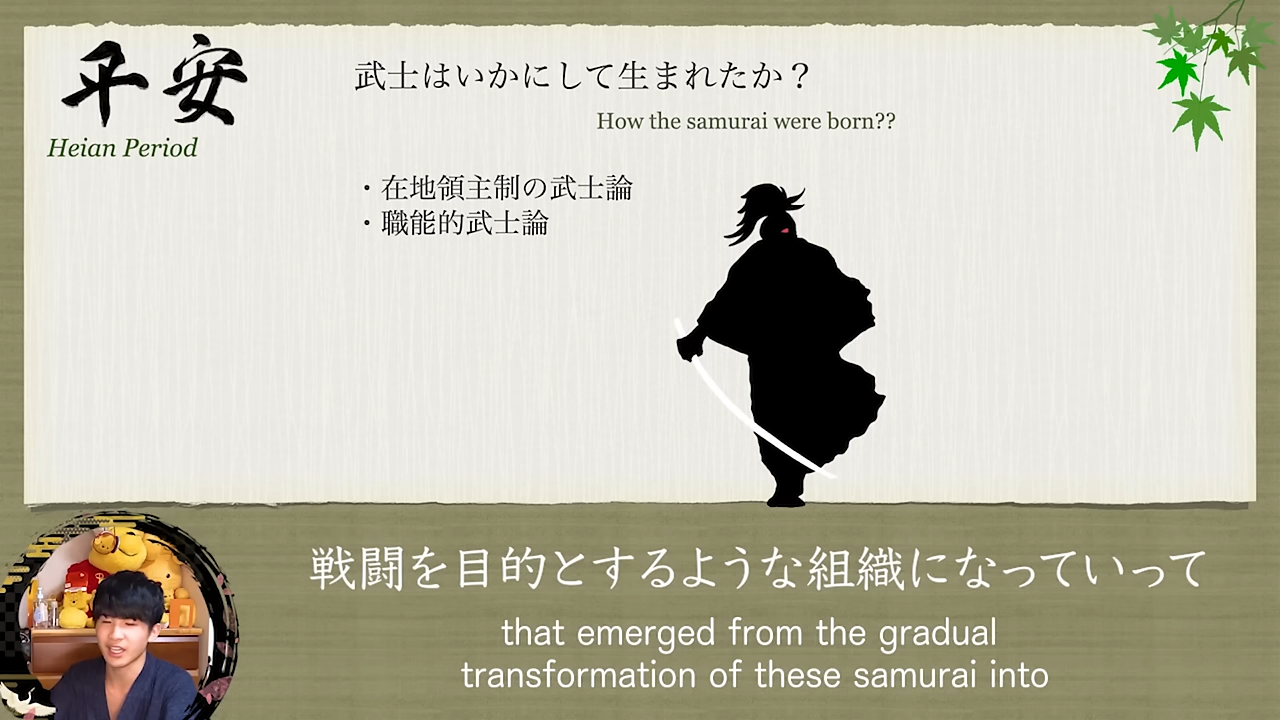 平安
Heian Period
武士はいかにして生まれたか？
How the samurai were born??
・在地領主制の武士論
・職能的武士論
戦闘を目的とするような組織になっていって
that emerged from the gradual
transformation of these samurai into